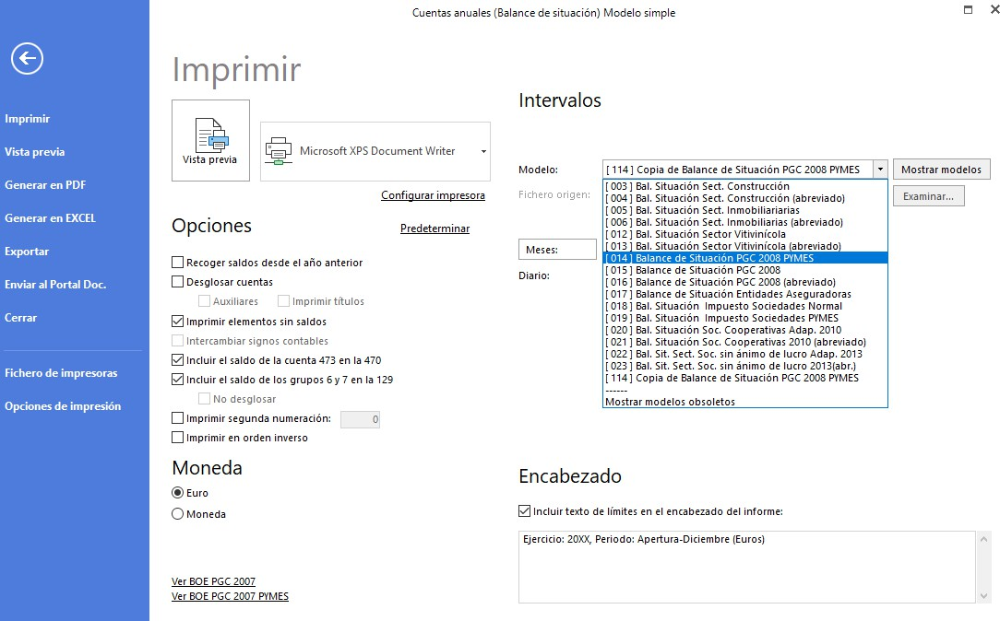 Cuentas anuales (Balance de situación) Modelo simple
Imprimir
Vista previa
Generar en PDF
Generar en EXCEL
Exportar
Enviar al Portal Doc.
Cerrar
Fichero de impresoras
Opciones de impresión
Imprimir
Vista previa
Microsoft XPS Document Writer
Configurar impresora
Opciones
Predeterminar
Recoger saldos desde el año anterior
Desglosar cuentas
Auxiliares Imprimir títulos
Imprimir elementos sin saldos
Intercambiar signos contables
Incluir el saldo de la cuenta 473 en la 470
Incluir el saldo de los grupos 6 y 7 en la 129
No desglosar
Imprimir segunda numeración: 0
Imprimir en orden inverso
Moneda
Euro
Moneda
Ver BOE PGC 2007
Ver BOE PGC 2007 PYMES
Intervalos
Modelo: [ 114 ] Copia de Balance de Situación PGC 2008 PYMES Mostrar modelos
Fichero origen: Examinar...
Meses:
Diario:
[ 003 ] Bal. Situación Sect. Construcción
[ 004 ] Bal. Situación Sect. Construcción (abreviado)
[ 005 ] Bal. Situación Sect. Inmobiliariarias
[ 006 ] Bal. Situación Sect. Inmobiliarias (abreviado)
[ 012 ] Bal. Situación Sector Vitivinícola
[ 013 ] Bal. Situación Sector Vitivinícola (abreviado)
[ 014 ] Balance de Situación PGC 2008 PYMES
[ 015 ] Balance de Situación PGC 2008
[ 016 ] Balance de Situación PGC 2008 (abreviado)
[ 017 ] Balance de Situación Entidades Aseguradoras
[ 018 ] Bal. Situación Impuesto Sociedades Normal
[ 019 ] Bal. Situación Impuesto Sociedades PYMES
[ 020 ] Bal. Situación Soc. Cooperativas Adap. 2010
[ 021 ] Bal. Situación Soc. Cooperativas 2010 (abreviado)
[ 022 ] Bal. Sit. Sect. Soc. sin ánimo de lucro Adap. 2013
[ 023 ] Bal. Sit. Sect. Soc. sin ánimo de lucro 2013(abr.)
[ 114 ] Copia de Balance de Situación PGC 2008 PYMES
------
Mostrar modelos obsoletos
Encabezado
Incluir texto de límites en el encabezado del informe:
Ejercicio: 20XX, Periodo: Apertura-Diciembre (Euros)